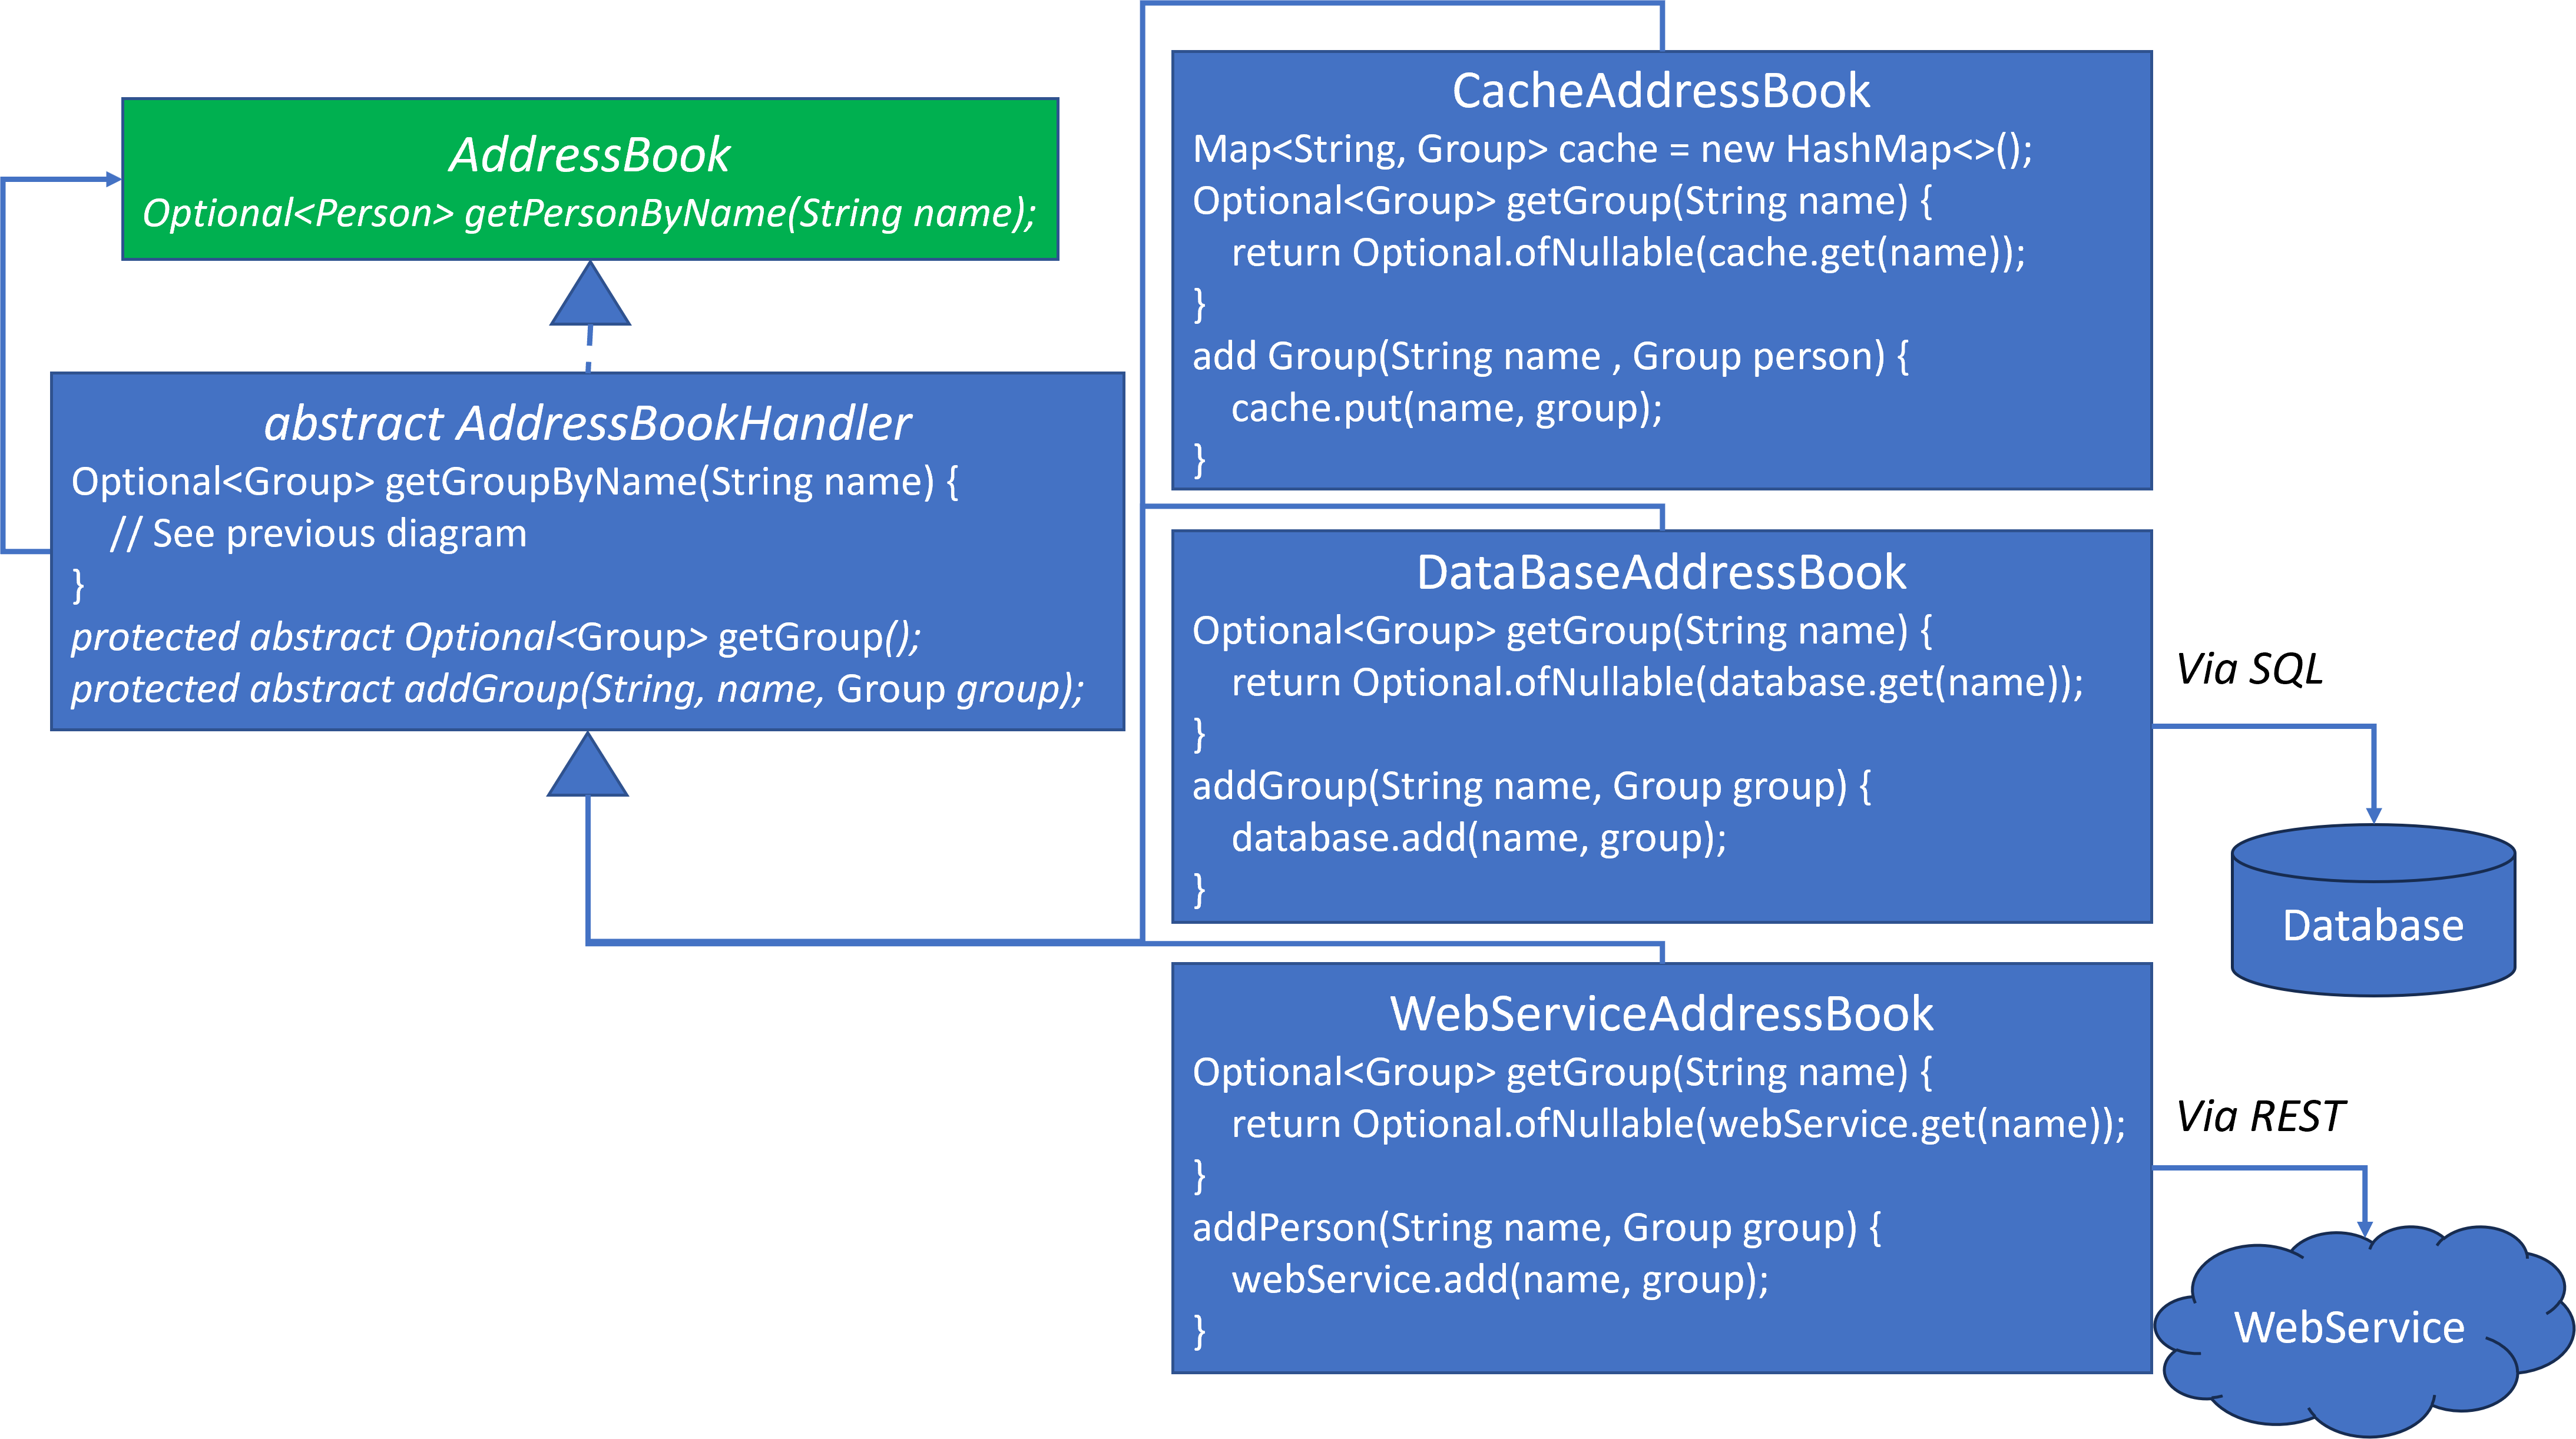 AddressBook
Optional<Person> getPersonByName(String name);
abstract AddressBookHandler
Optional<Group> getGroupByName(String name) {
// See previous diagram
}
protected abstract Optional<Group> getGroup();
protected abstract addGroup(String, name, Group group);
CacheAddressBook
Map<String, Group> cache = new HashMap<>();
Optional<Group> getGroup(String name) {
return Optional.ofNullable(cache.get(name));
}
add Group(String name , Group person) {
cache.put(name, group);
}
DataBaseAddressBook
Optional<Group> getGroup(String name) {
return Optional.ofNullable(database.get(name));
}
addGroup(String name, Group group) {
database.add(name, group);
}
Via SQL
Database
WebServiceAddressBook
Optional<Group> getGroup(String name) {
return Optional.ofNullable(webService.get(name));
}
addPerson(String name, Group group) {
webService.add(name, group);
}
Via REST
WebService